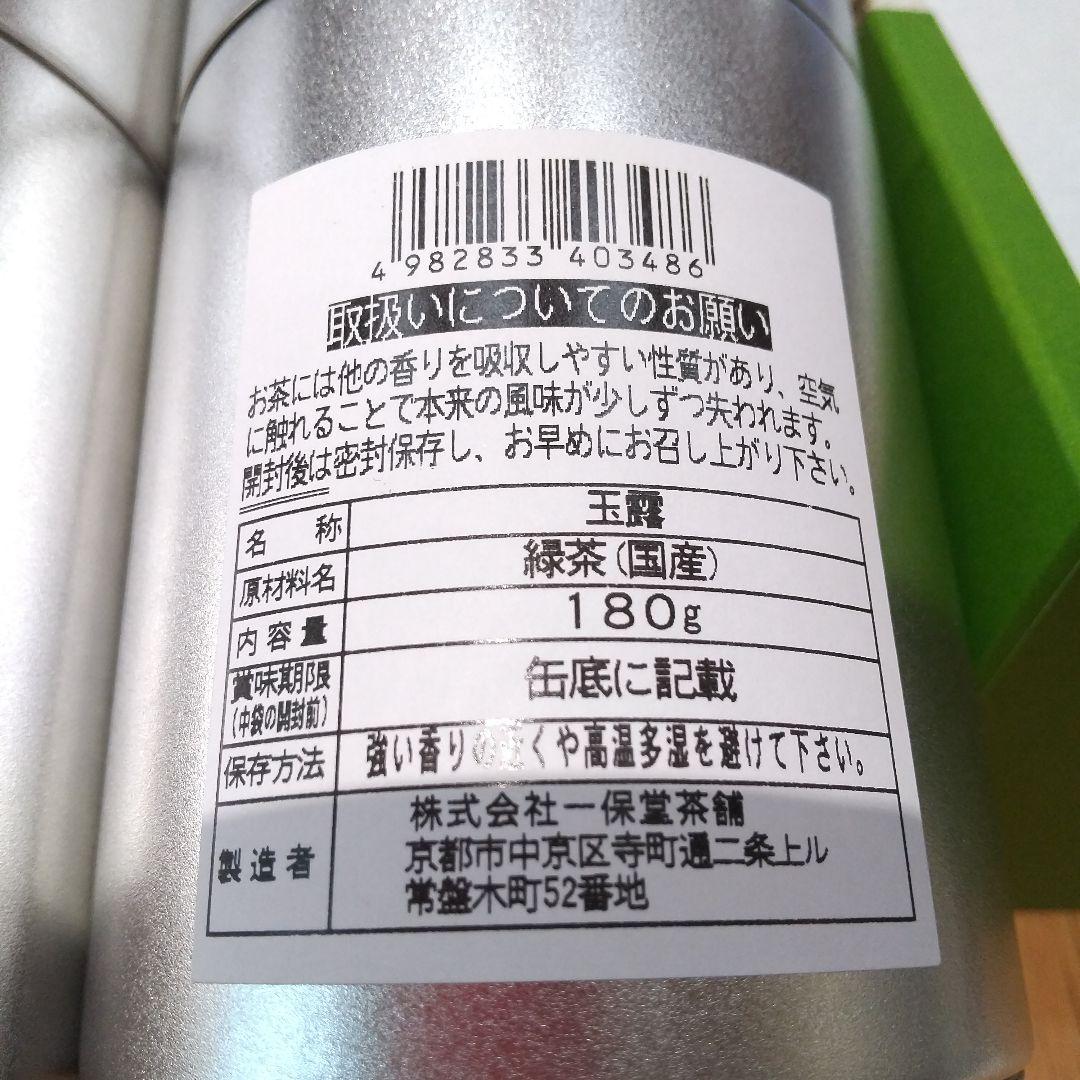 4 982833 403486
取扱いについてのお願い
お茶には他の香りを吸収しやすい性質があり、空気
に触れることで本来の風味が少しずつ失われます。
開封後は密封保存し、お早めにお召し上がり下さい。
名称 玉露
原材料名 緑茶(国産)
内容量 180g
賞味期限 缶底に記載
(中袋の開封前)
保存方法 強い香りの近くや高温多湿を避けて下さい。
製造者 株式会社一保堂茶舗
京都市中京区寺町通二条上ル
常盤木町52番地